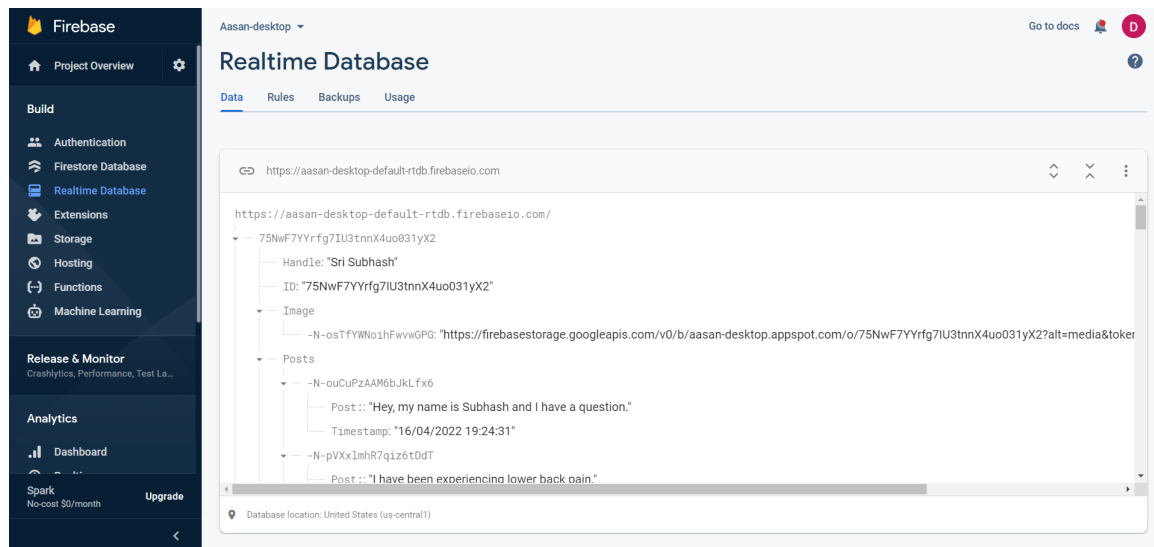 Firebase
Aasan-desktop
Go to docs
D
Project Overview
Realtime Database
?
Data Rules Backups Usage
Build
Authentication
Firestore Database
Realtime Database
Extensions
Storage
Hosting
Functions
Machine Learning
Release & Monitor
Crashlytics, Performance, Test La...
Analytics
Dashboard
Spark
No-cost $0/month
Upgrade
https://aasan-desktop-default-rtdb.firebaseio.com
https://aasan-desktop-default-rtdb.firebaseio.com/
75NwF7YYrfg7IU3tnnX4uo031yX2
Handle: "Sri Subhash"
ID: "75NwF7YYrfg7IU3tnnX4uo031yX2"
Image
-N-osTfYWNoihFwvwGPG: "https://firebasestorage.googleapis.com/v0/b/aasan-desktop.appspot.com/o/75NwF7YYrfg7IU3tnnX4uo031yX2?alt=media&token
Posts
-N-ouCuPzAAM6bJkLfx6
Post:: "Hey, my name is Subhash and I have a question."
Timestamp: "16/04/2022 19:24:31"
-N-pVXxlmhR7qiz6tDdT
Post:: "I have been experiencing lower back pain."
Database location: United States (us-central1)